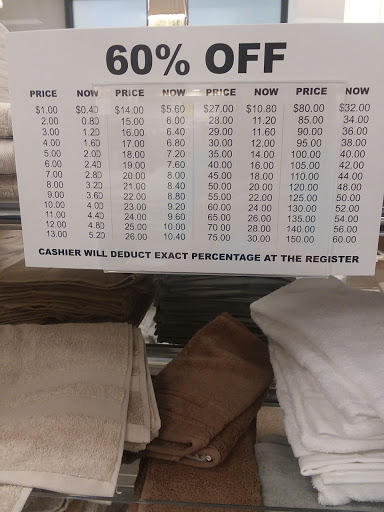 60% OFF
PRICE NOW PRICE NOW PRICE NOW PRICE NOW
$1.00 $0.40 $14.00 $5.60 $27.00 $10.80 $80.00 $32.00
2.00 0.80 15.00 6.00 28.00 11.20 85.00 34.00
3.00 1.20 16.00 6.40 29.00 11.60 90.00 36.00
4.00 1.60 17.00 6.80 30.00 12.00 95.00 38.00
5.00 2.00 18.00 7.20 35.00 14.00 100.00 40.00
6.00 2.40 19.00 7.60 40.00 16.00 105.00 42.00
7.00 2.80 20.00 8.00 45.00 18.00 110.00 44.00
8.00 3.20 21.00 8.40 50.00 20.00 120.00 48.00
9.00 3.60 22.00 8.80 55.00 22.00 125.00 50.00
10.00 4.00 23.00 9.20 60.00 24.00 130.00 52.00
11.00 4.40 24.00 9.60 65.00 26.00 135.00 54.00
12.00 4.80 25.00 10.00 70.00 28.00 140.00 56.00
13.00 5.20 26.00 10.40 75.00 30.00 150.00 60.00
CASHIER WILL DEDUCT EXACT PERCENTAGE AT THE REGISTER